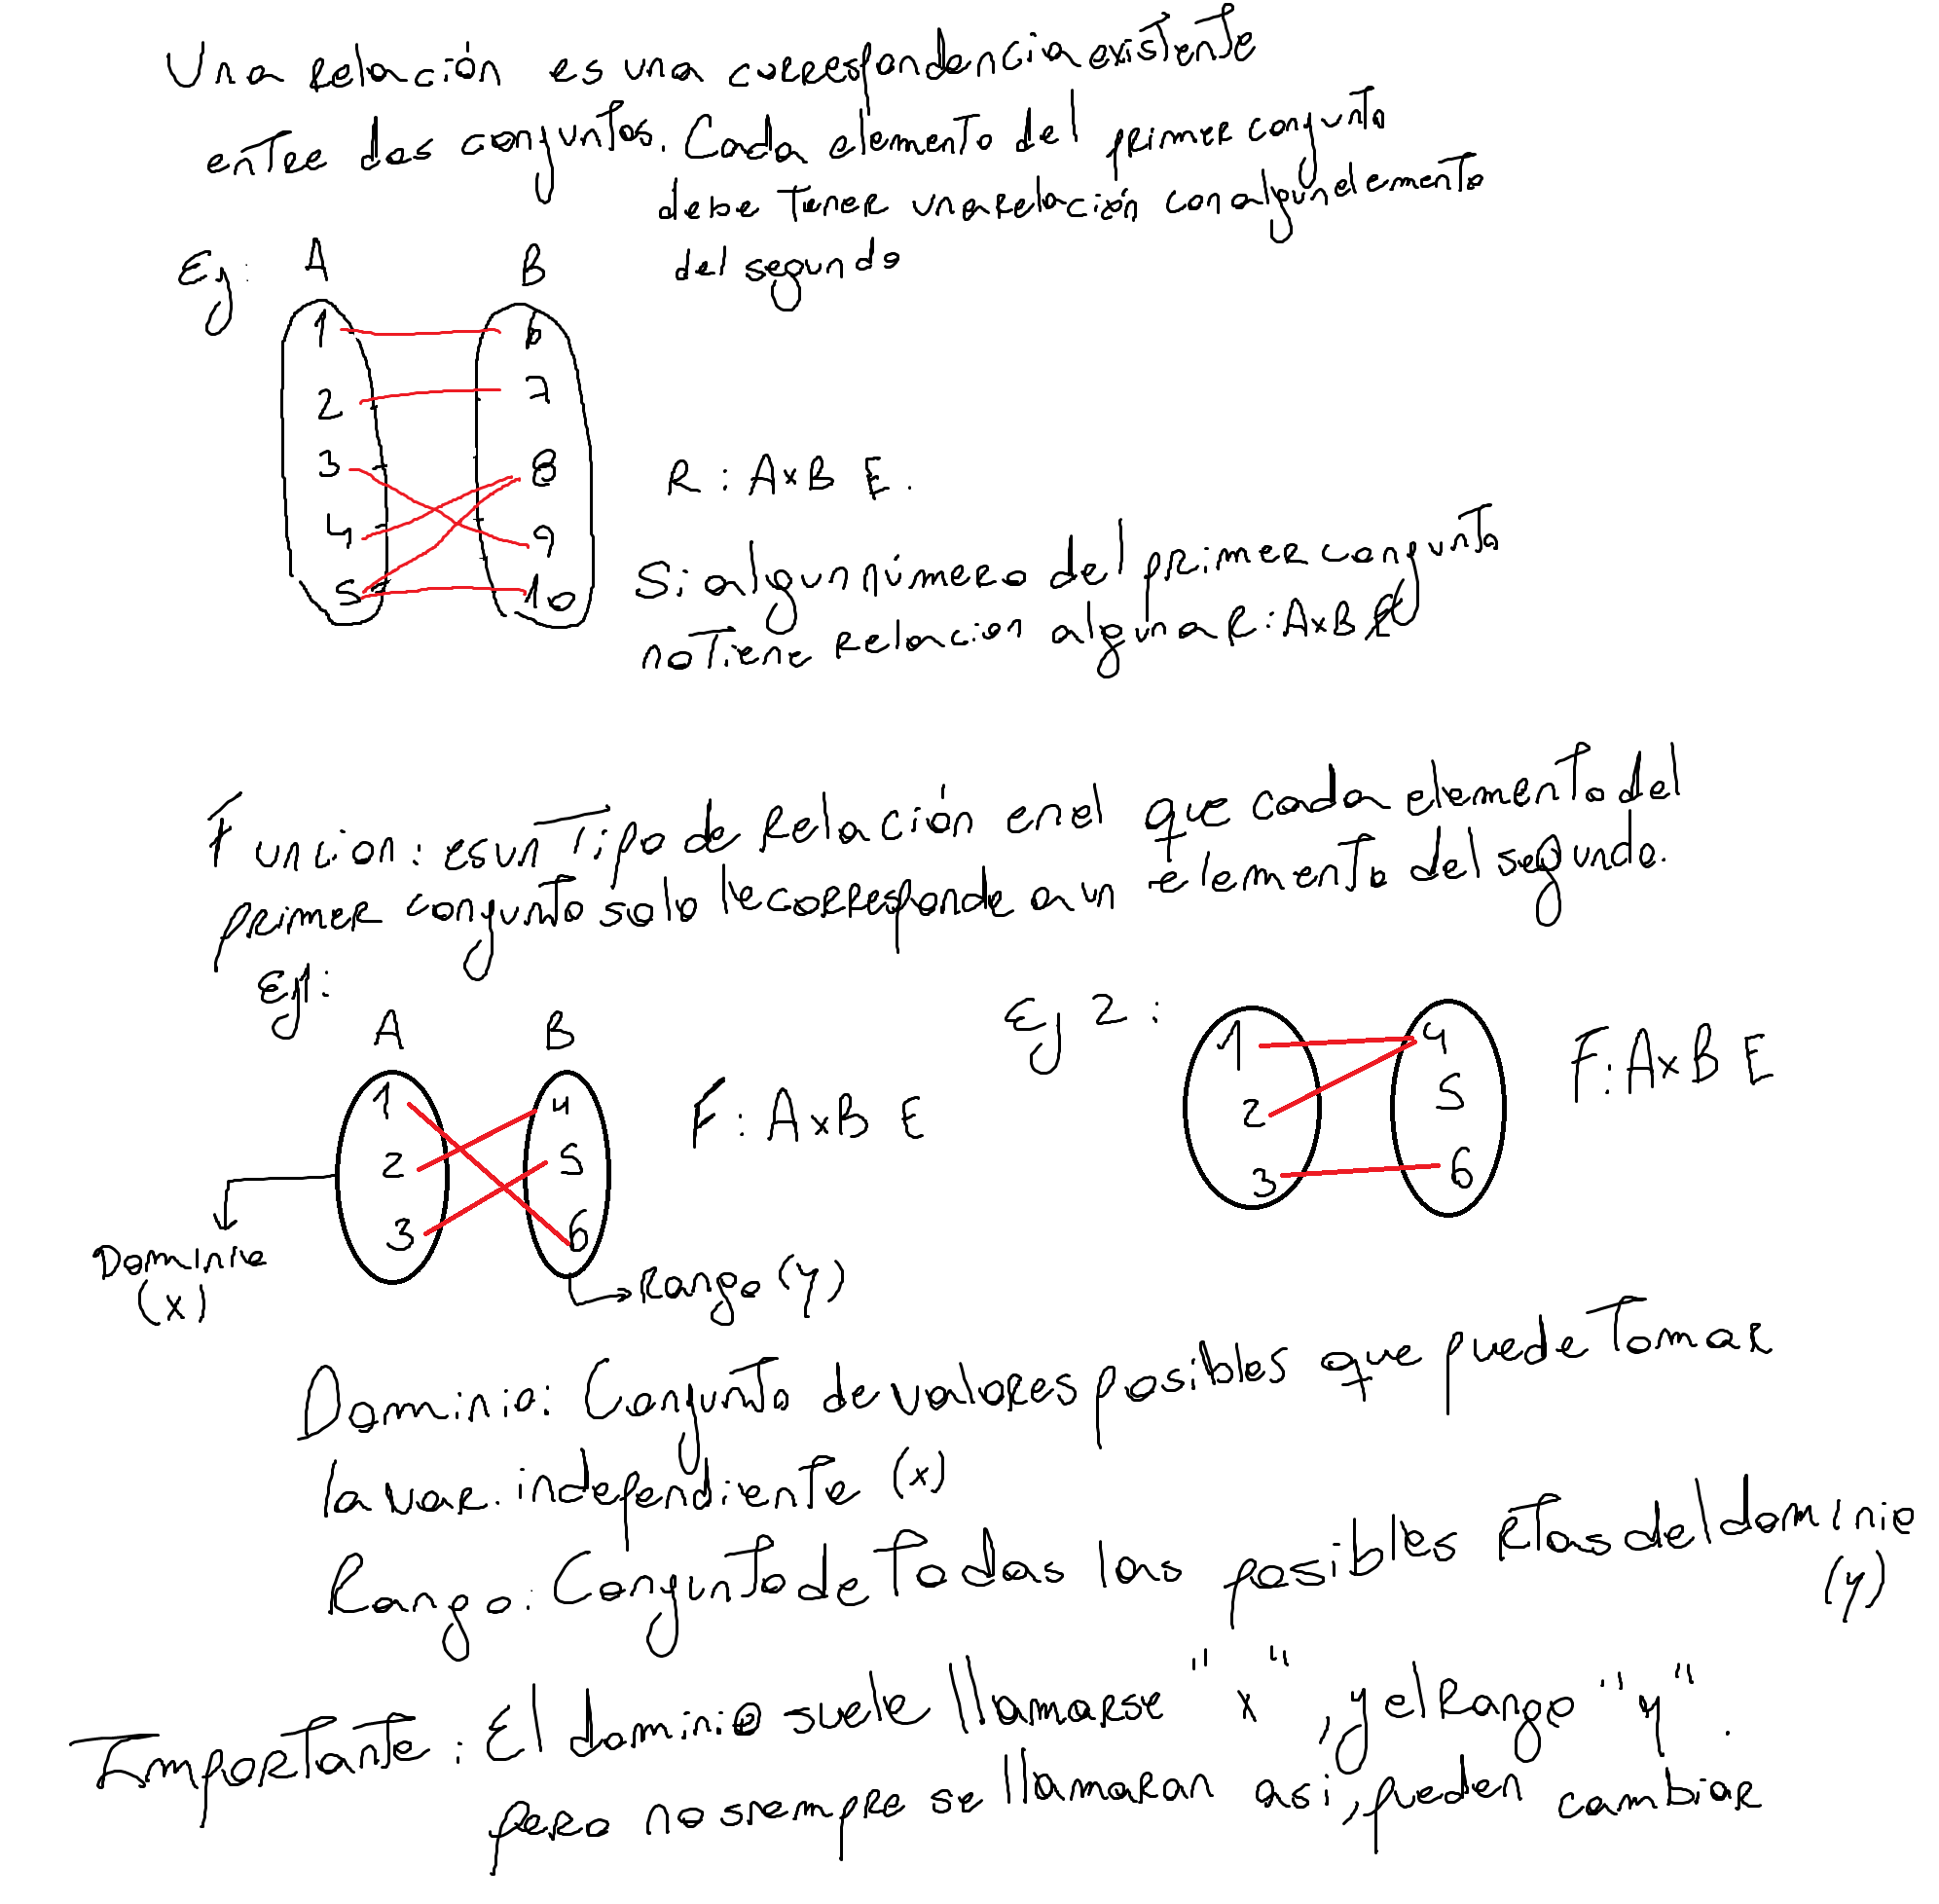 Una relación es una correspondencia existente
entre dos conjuntos. Cada elemento del primer conjunto
debe tener una relación con algun elemento
del segundo
Ej: A B
1 6
2 7
3 8
4 9
5 10
R: A×B E.
Si algun número del primer conjunto
no tiene relacion alguna R: A×B
Funcion: es un tipo de relación en el que cada elemento del
primer conjunto solo le corresponde a un elemento del segundo.
Ej1:
A B
1 4
2 5
3 6
F: A×B E
Dominio
(x)
Rango (y)
Ej 2:
1 4
2 5
3 6
F: A×B E
Dominio: Conjunto de valores posibles que puede tomar
la var. independiente (x)
Rango: Conjunto de todas las posibles Rtas del dominio
(y)
Importante: El dominio suele llamarse "x", y el Rango "y".
pero no siempre se llamaran asi, pueden cambiar